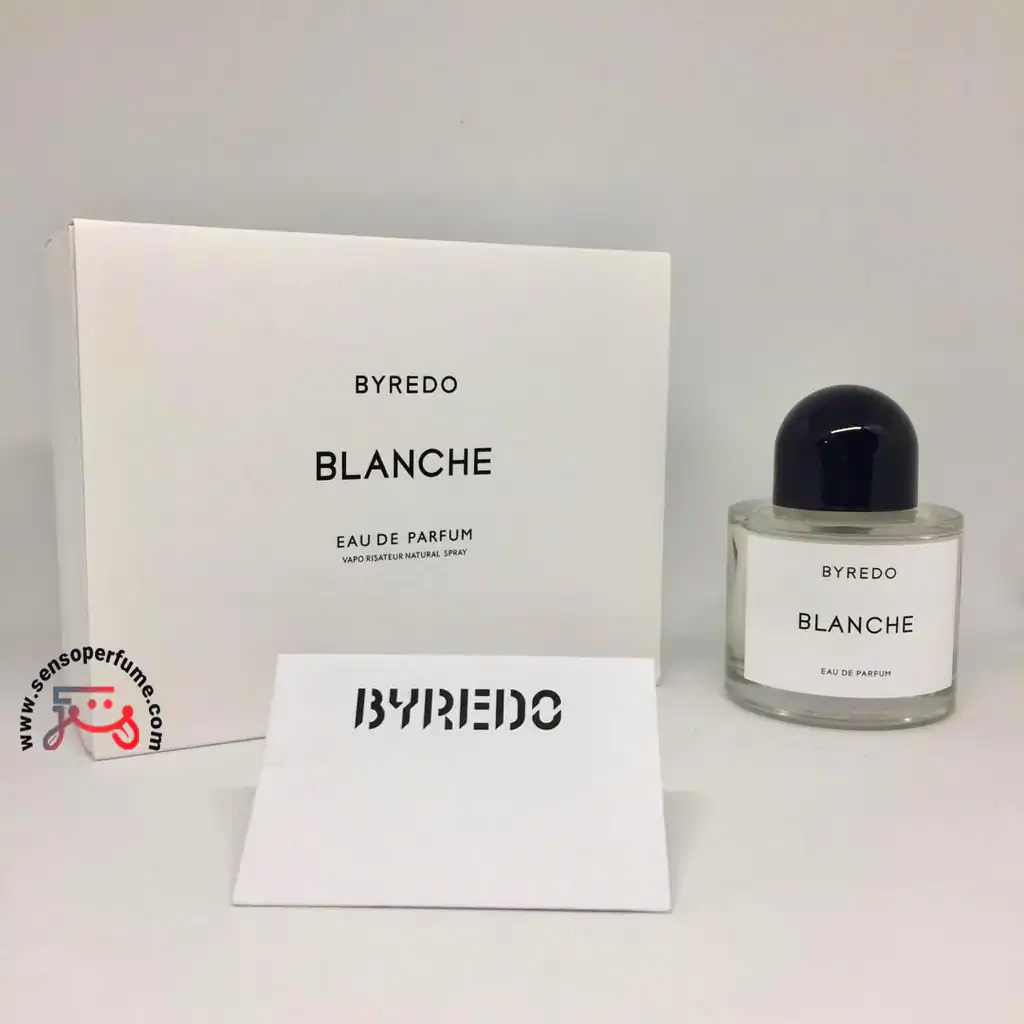 BYREDO
BLANCHE
EAU DE PARFUM
VAPO RISATEUR NATURAL SPRAY
BYREDO
BLANCHE
EAU DE PARFUM
BYREDO
www.sensoperfume.com